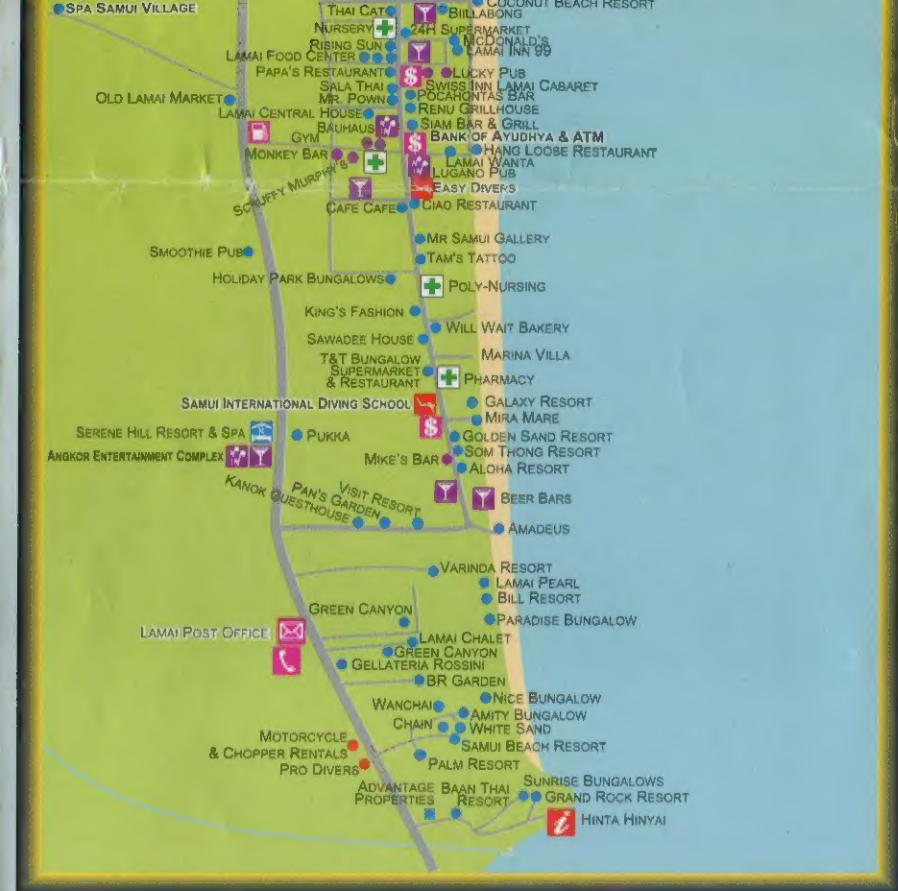 Spa Samui Village
Coconut Beach Resort
Thai Cat
Billabong
Nursery
24H Supermarket
McDonald's
Rising Sun
Lamai Inn 99
Lamai Food Center
Papa's Restaurant
$
Lucky Pub
Sala Thai
Swiss Inn Lamai Cabaret
Old Lamai Market
Mr. Pown
Pocahontas Bar
Renu Grillhouse
Lamai Central House
Bauhaus
Siam Bar & Grill
Gym
$
Bank of Ayudhya & ATM
Monkey Bar
Hang Loose Restaurant
Lamai Wanta
Scruffy Murphy's
Lugano Pub
Easy Divers
Cafe Cafe
Ciao Restaurant
Mr Samui Gallery
Smoothie Pub
Tam's Tattoo
Holiday Park Bungalows
Poly-Nursing
King's Fashion
Will Wait Bakery
Sawadee House
Marina Villa
T&T Bungalow
Supermarket
& Restaurant
Pharmacy
Samui International Diving School
Galaxy Resort
Mira Mare
$
Serene Hill Resort & Spa
Pukka
Golden Sand Resort
Som Thong Resort
Angkor Entertainment Complex
Mike's Bar
Aloha Resort
Kanok Guesthouse
Pan's Garden
Visit Resort
Beer Bars
Amadeus
Varinda Resort
Lamai Pearl
Bill Resort
Green Canyon
Paradise Bungalow
Lamai Post Office
Lamai Chalet
Green Canyon
Gellateria Rossini
BR Garden
Nice Bungalow
Wanchai
Amity Bungalow
Chain
White Sand
Motorcycle
& Chopper Rentals
Samui Beach Resort
Pro Divers
Palm Resort
Advantage
Properties
Baan Thai
Resort
Sunrise Bungalows
Grand Rock Resort
i
Hinta Hinyai